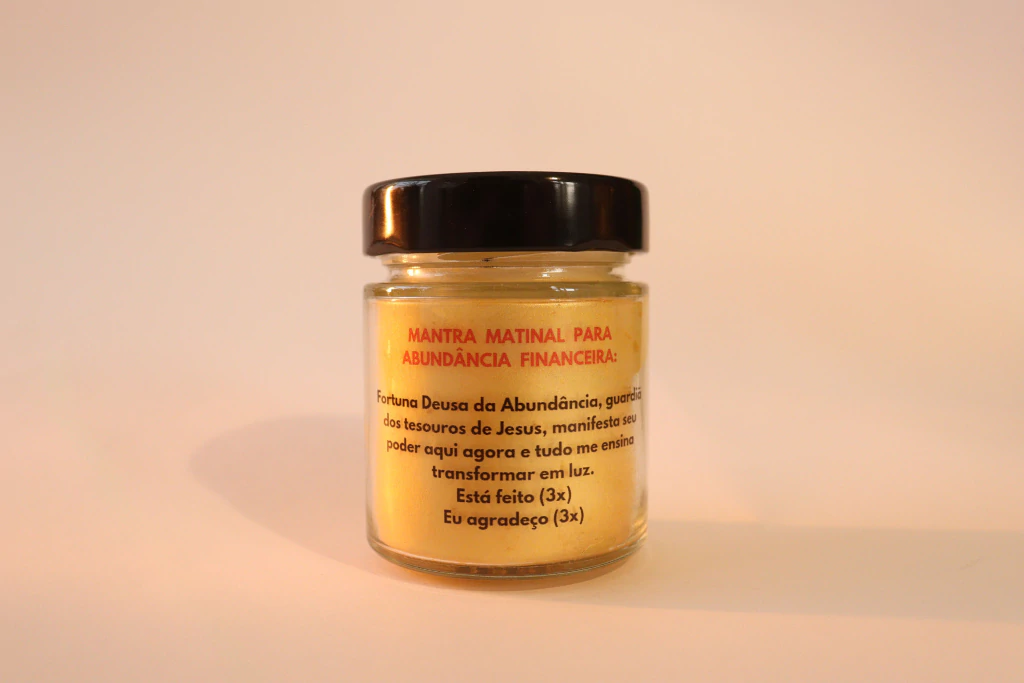 MANTRA MATINAL PARA
ABUNDÂNCIA FINANCEIRA:
Fortuna Deusa da Abundância, guardiã
dos tesouros de Jesus, manifesta seu
poder aqui agora e tudo me ensina
transformar em luz.
Está feito (3x)
Eu agradeço (3x)